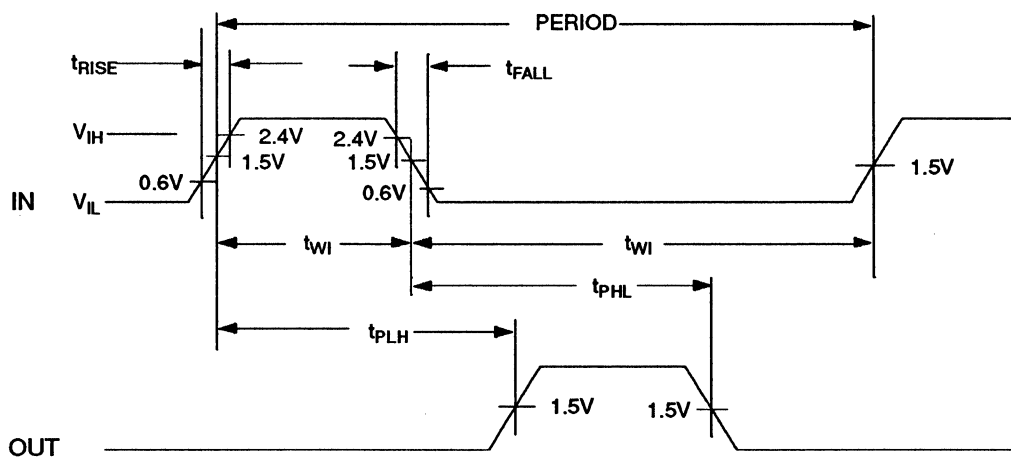 PERIOD
tRISE
tFALL
VIH
2.4V
2.4V
1.5V
1.5V
1.5V
0.6V
0.6V
IN
VIL
tWI
tWI
tPHL
tPLH
1.5V
1.5V
OUT